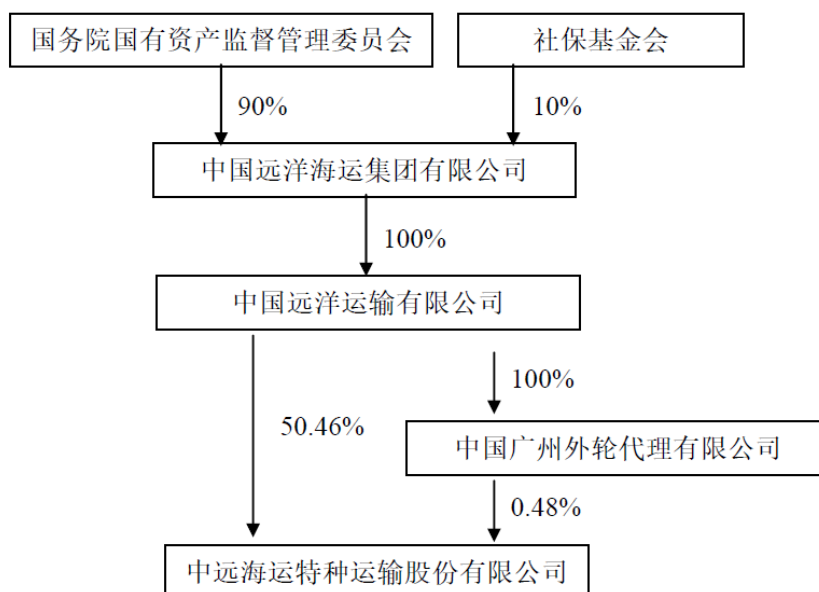 国务院国有资产监督管理委员会
社保基金会
90%
10%
中国远洋海运集团有限公司
100%
中国远洋运输有限公司
100%
50.46%
中国广州外轮代理有限公司
0.48%
中远海运特种运输股份有限公司